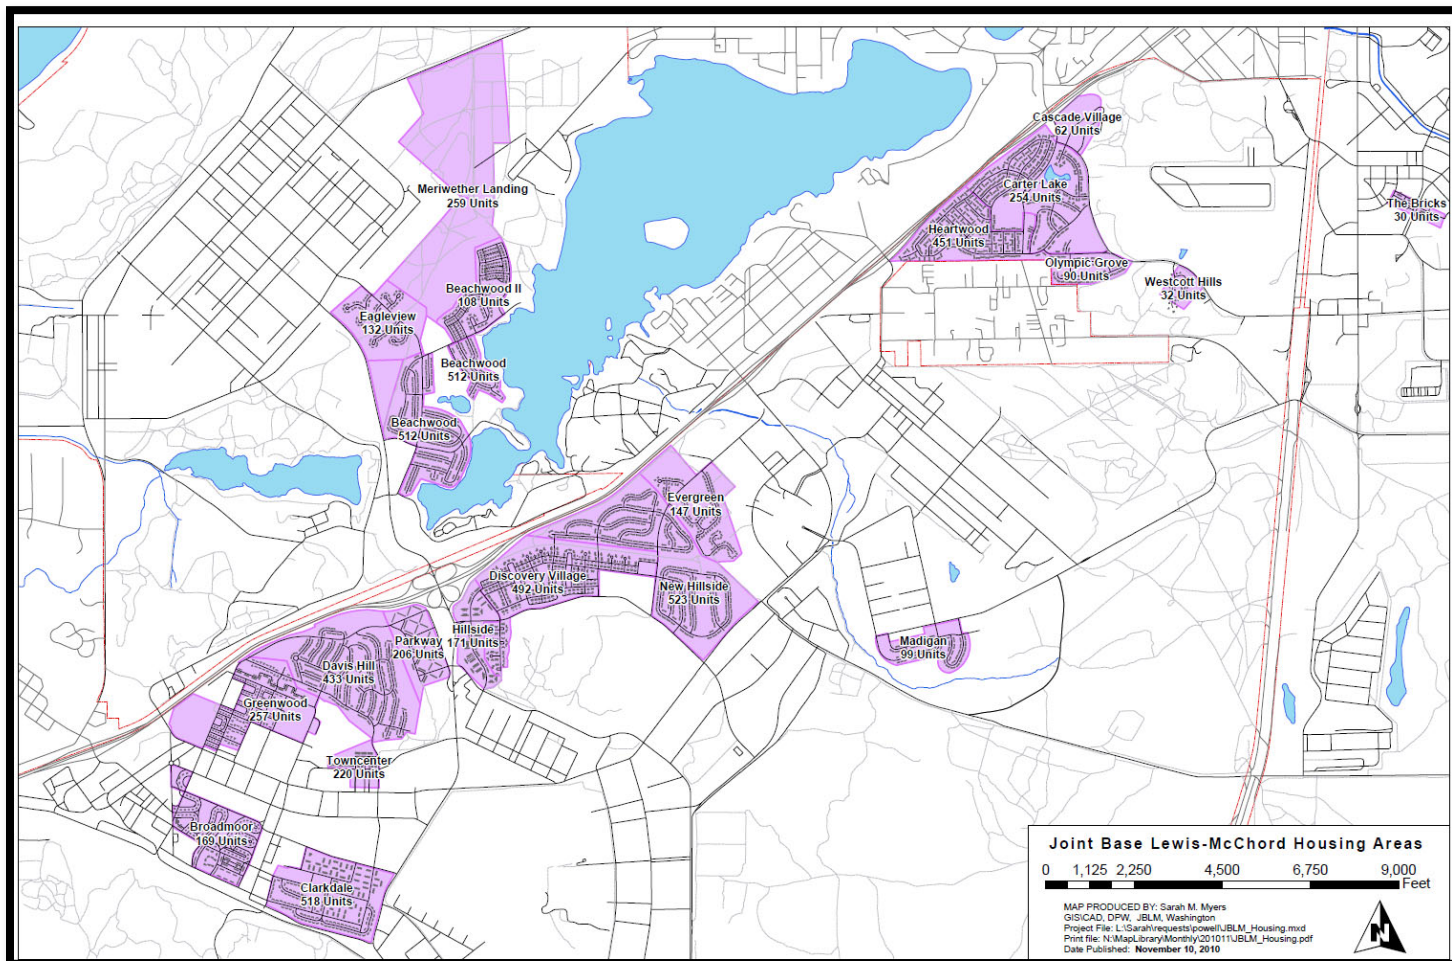 Cascade Village
62 Units
Meriwether Landing
259 Units
Carter Lake
254 Units
The Bricks
30 Units
Heartwood
451 Units
Olympic Grove
90 Units
Westcott Hills
32 Units
Beachwood II
108 Units
Eagleview
132 Units
Beachwood
512 Units
Beachwood
512 Units
Evergreen
147 Units
Discovery Village
492 Units
New Hillside
523 Units
Hillside
171 Units
Parkway
206 Units
Madigan
99 Units
Davis Hill
433 Units
Greenwood
257 Units
Towncenter
220 Units
Broadmoor
169 Units
Clarkdale
518 Units
Joint Base Lewis-McChord Housing Areas
0 1,125 2,250 4,500 6,750 9,000
Feet
MAP PRODUCED BY: Sarah M. Myers
GIS\CAD, DPW, JBLM, Washington
Project File: L:\Sarah\requests\powell\JBLM_Housing.mxd
Print file: N:\MapLibrary\Monthly\201011\JBLM_Housing.pdf
Date Published: November 10, 2010
N